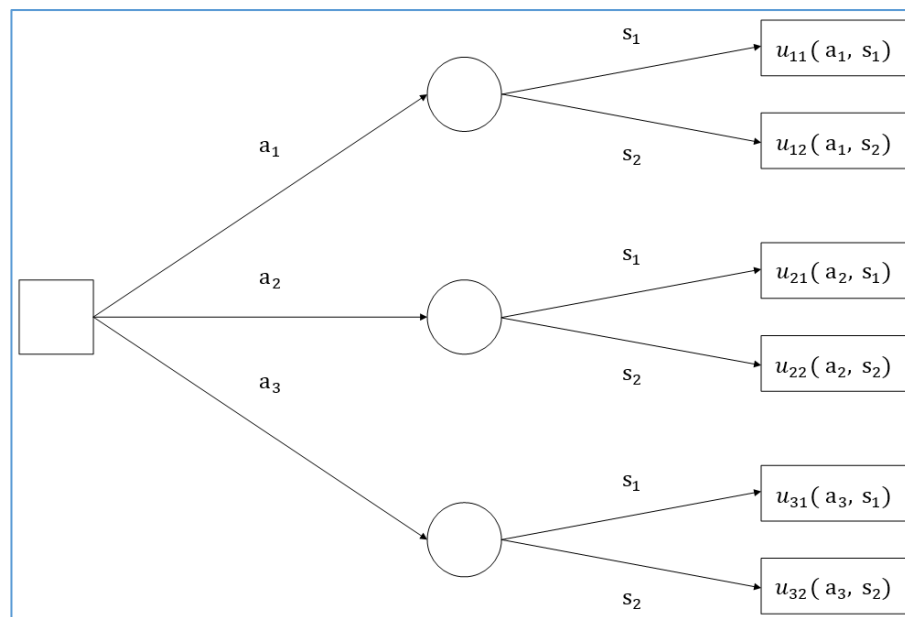 s₁
u₁₁( a₁, s₁)
a₁
s₂
u₁₂( a₁, s₂)
a₂
s₁
u₂₁( a₂, s₁)
s₂
u₂₂( a₂, s₂)
a₃
s₁
u₃₁( a₃, s₁)
s₂
u₃₂( a₃, s₂)